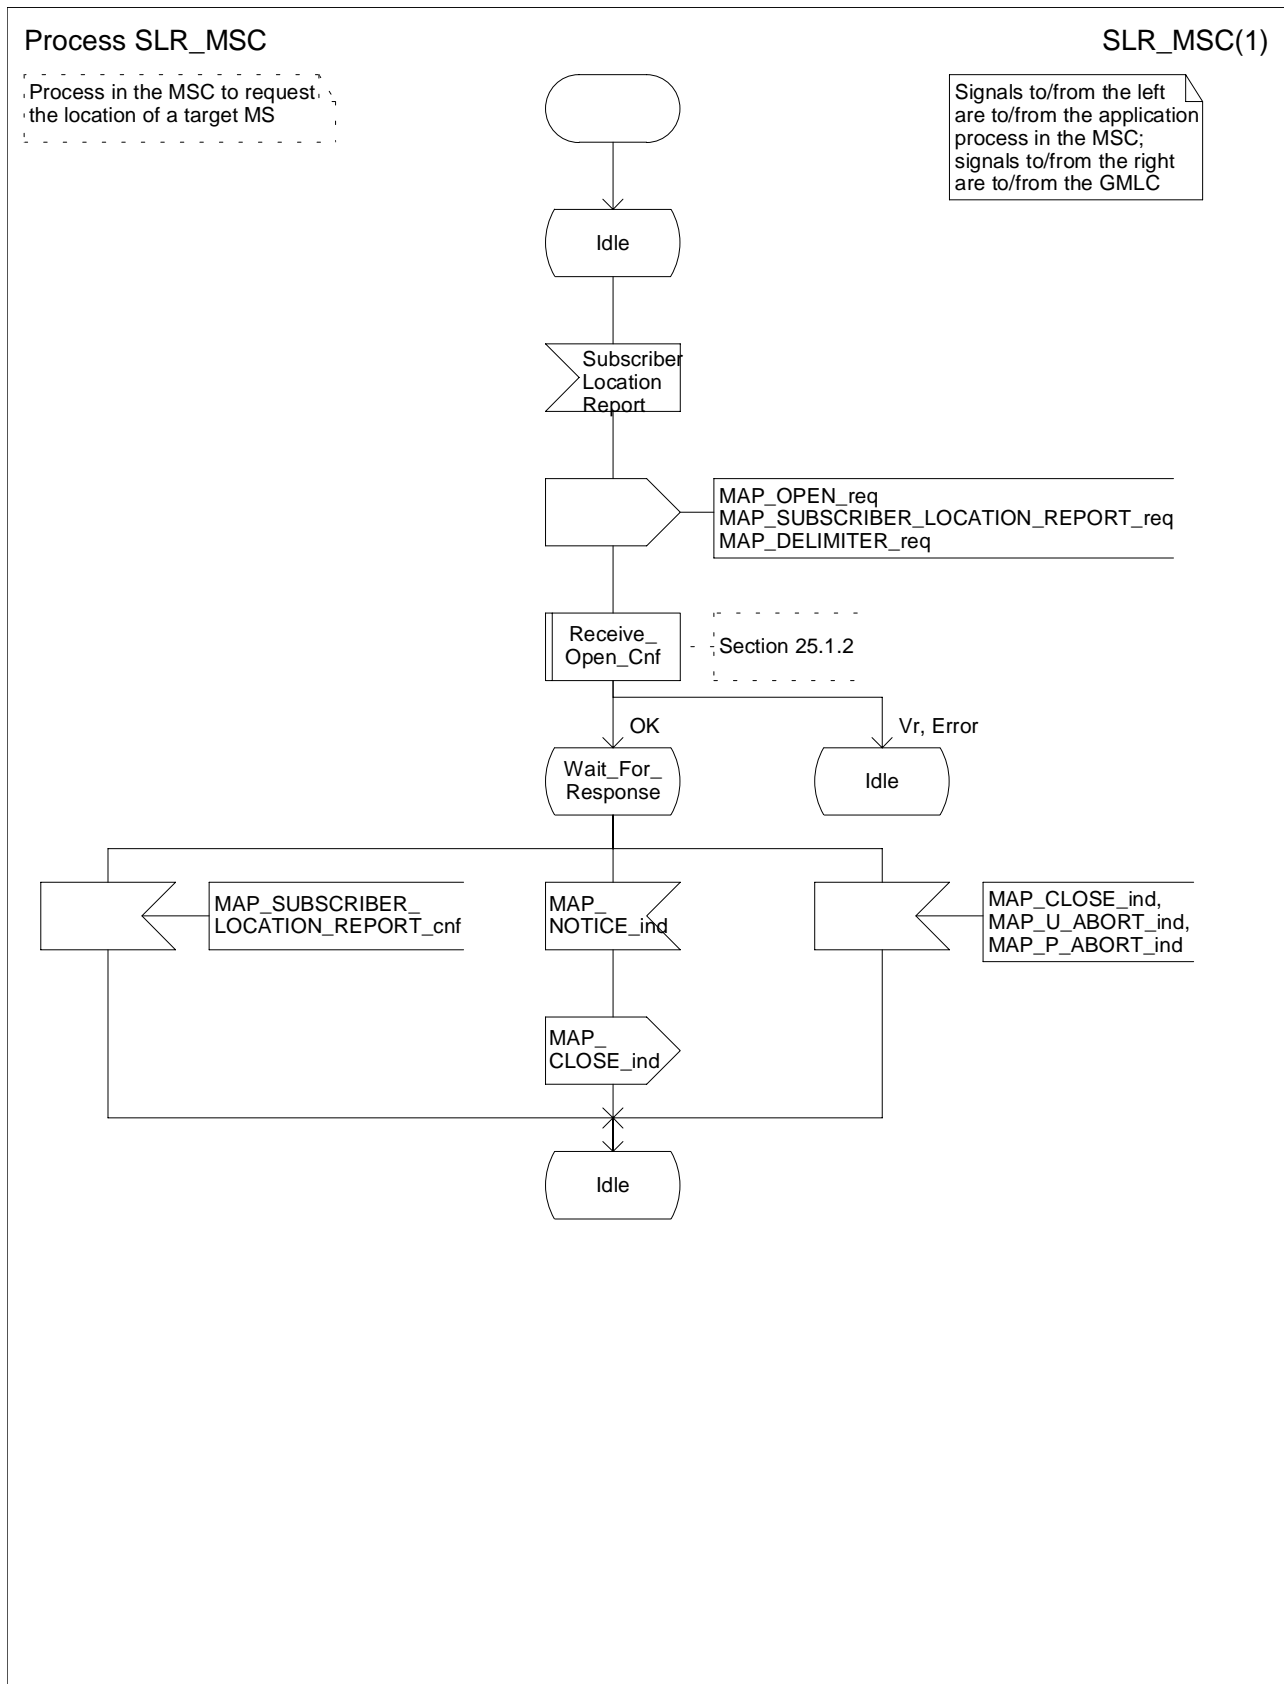 Process SLR_MSC
SLR_MSC(1)
Process in the MSC to request
the location of a target MS
Signals to/from the left
are to/from the application
process in the MSC;
signals to/from the right
are to/from the GMLC
Idle
Subscriber
Location
Report
MAP_OPEN_req
MAP_SUBSCRIBER_LOCATION_REPORT_req
MAP_DELIMITER_req
Receive_
Open_Cnf
Section 25.1.2
OK
Vr, Error
Wait_For_
Response
Idle
MAP_SUBSCRIBER_
LOCATION_REPORT_cnf
MAP_
NOTICE_ind
MAP_CLOSE_ind,
MAP_U_ABORT_ind,
MAP_P_ABORT_ind
MAP_
CLOSE_ind
Idle